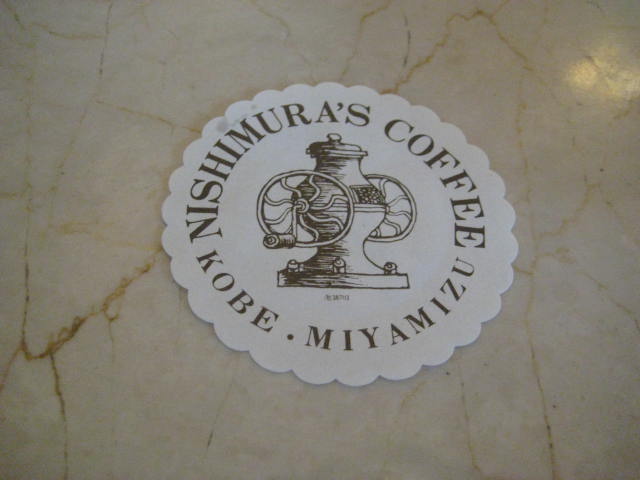 NISHIMURA'S COFFEE
KOBE · MIYAMIZU